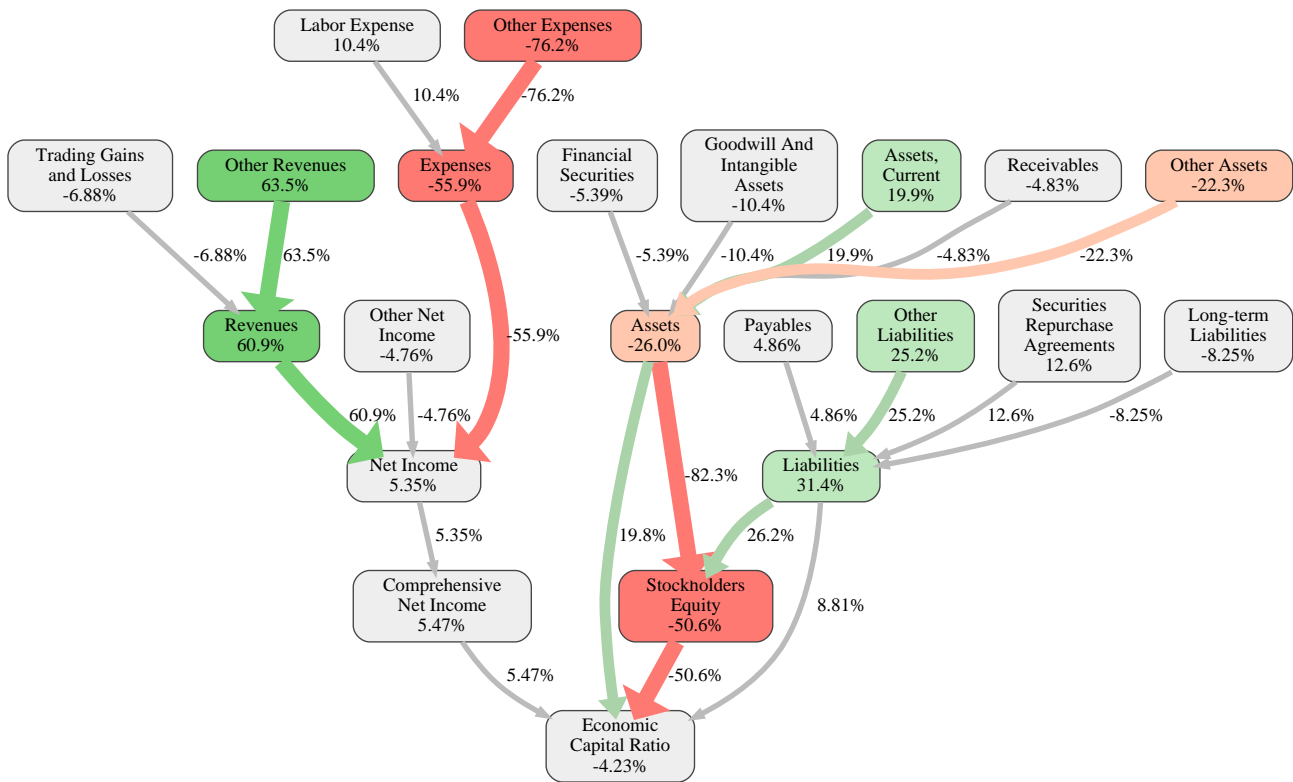 Labor Expense
10.4%
Other Expenses
-76.2%
10.4%
-76.2%
Trading Gains
and Losses
-6.88%
Other Revenues
63.5%
Expenses
-55.9%
Financial
Securities
-5.39%
Goodwill And
Intangible
Assets
-10.4%
Assets,
Current
19.9%
Receivables
-4.83%
Other Assets
-22.3%
-6.88%
63.5%
-5.39%
-10.4%
19.9%
-4.83%
-22.3%
Revenues
60.9%
Other Net
Income
-4.76%
-55.9%
Assets
-26.0%
Payables
4.86%
Other
Liabilities
25.2%
Securities
Repurchase
Agreements
12.6%
Long-term
Liabilities
-8.25%
60.9%
-4.76%
4.86%
25.2%
12.6%
-8.25%
Net Income
5.35%
-82.3%
Liabilities
31.4%
5.35%
19.8%
26.2%
Comprehensive
Net Income
5.47%
Stockholders
Equity
-50.6%
8.81%
5.47%
-50.6%
Economic
Capital Ratio
-4.23%